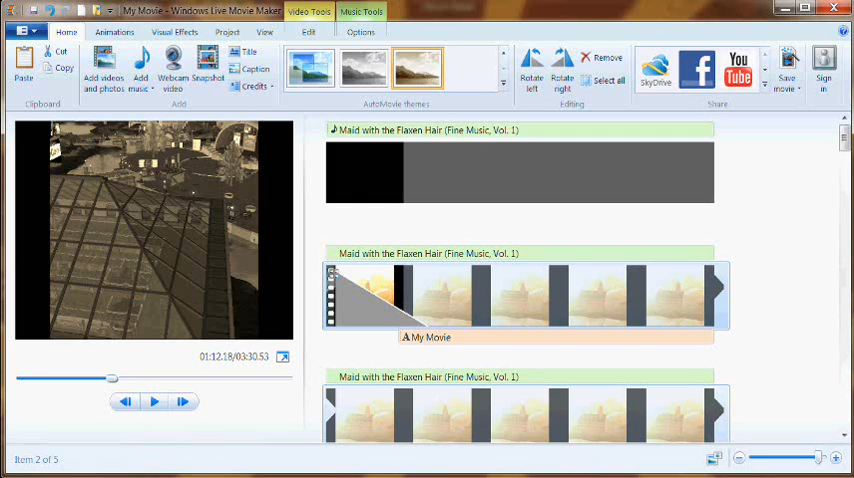 My Movie - Windows Live Movie Maker
Video Tools
Music Tools
Home
Animations
Visual Effects
Project
View
Edit
Options
Paste
Cut
Copy
Clipboard
Add videos
and photos
Add
music
Webcam
video
Snapshot
Title
Caption
Credits
Add
AutoMovie themes
Rotate
left
Rotate
right
Remove
Select all
Editing
SkyDrive
f
You
Tube
Share
Save
movie
Sign
in
Maid with the Flaxen Hair (Fine Music, Vol. 1)
Maid with the Flaxen Hair (Fine Music, Vol. 1)
A My Movie
01:12.18/03:30.53
Maid with the Flaxen Hair (Fine Music, Vol. 1)
Item 2 of 5